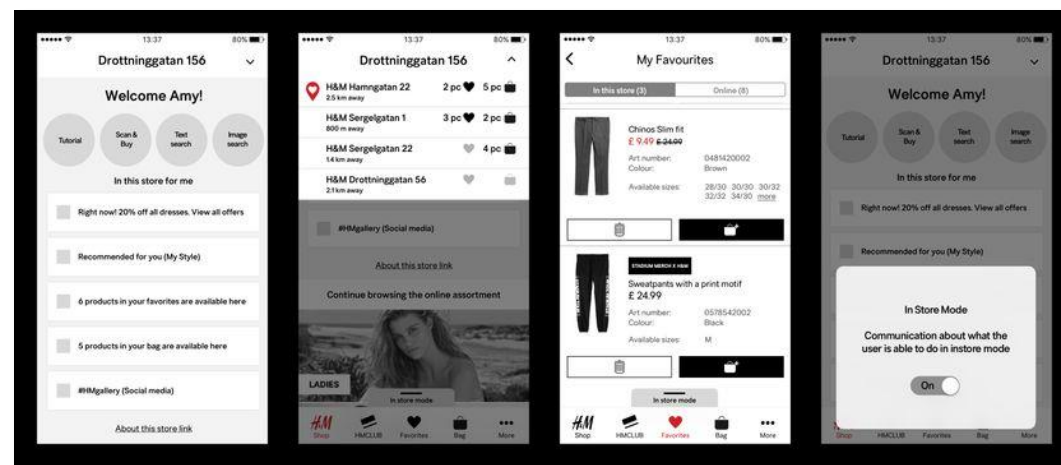 13:37
80%
Drottninggatan 156
Welcome Amy!
Tutorial
Scan &
Buy
Text
search
Image
search
In this store for me
Right now! 20% off all dresses. View all offers
Recommended for you (My Style)
6 products in your favorites are available here
5 products in your bag are available here
#HMgallery (Social media)
About this store link
13:37
80%
Drottninggatan 156
H&M Hamngatan 22
2 pc
5 pc
2.5 km away
H&M Sergelgatan 1
3 pc
2 pc
800 m away
H&M Sergelgatan 22
4 pc
1.4 km away
H&M Drottninggatan 56
2.1 km away
#HMgallery (Social media)
About this store link
Continue browsing the online assortment
LADIES
In store mode
H&M
Shop
HMCLUB
Favorites
Bag
More
13:37
80%
My Favourites
In this store (3)
Online (8)
Chinos Slim fit
£ 9.49 £ 24.99
Art number: 0481420002
Colour: Brown
Available sizes: 28/30 30/30 30/32
32/32 34/30 more
STADIUM MERCH X H&M
Sweatpants with a print motif
£ 24.99
Art number: 0578542002
Colour: Black
Available sizes: M
In store mode
H&M
Shop
HMCLUB
Favorites
Bag
More
13:37
80%
Drottninggatan 156
Welcome Amy!
Tutorial
Scan &
Buy
Text
search
Image
search
In this store for me
Right now! 20% off all dresses. View all offers
Recommended for you (My Style)
In Store Mode
Communication about what the
user is able to do in instore mode
On
Shop
HMCLUB
Favorites
Bag
More